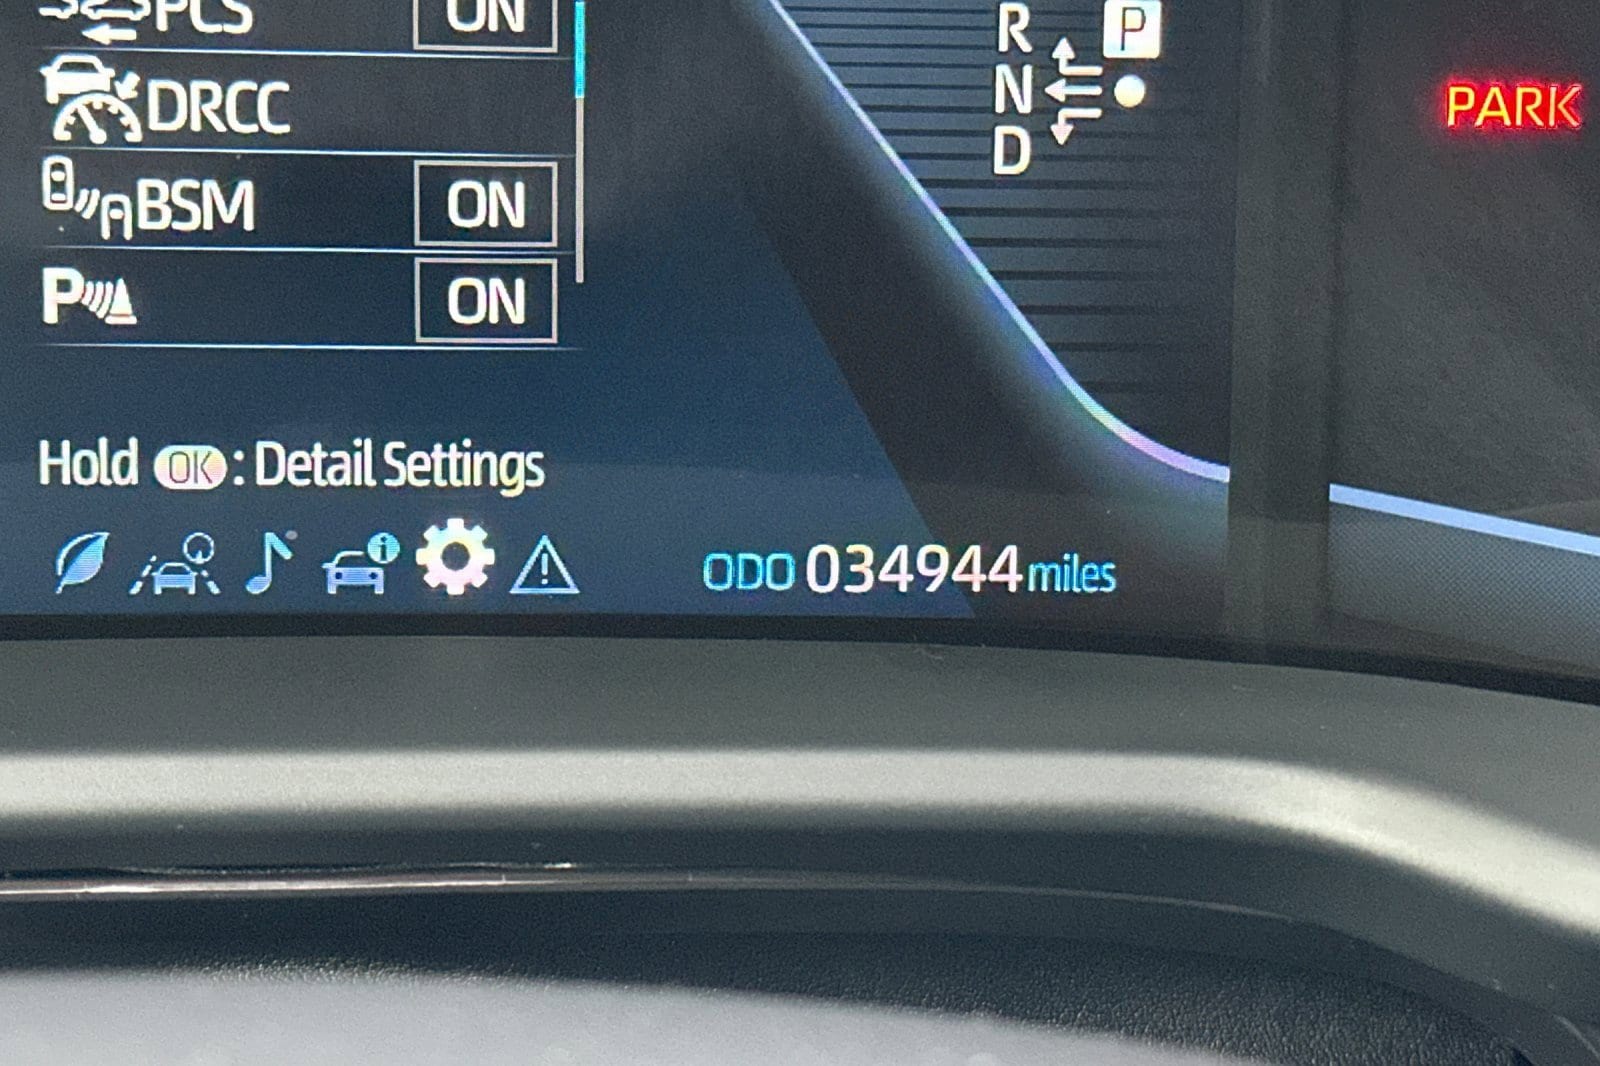 PCS ON
DRCC
BSM ON
P ON
R
N
D
P
PARK
Hold OK : Detail Settings
ODO 034944 miles